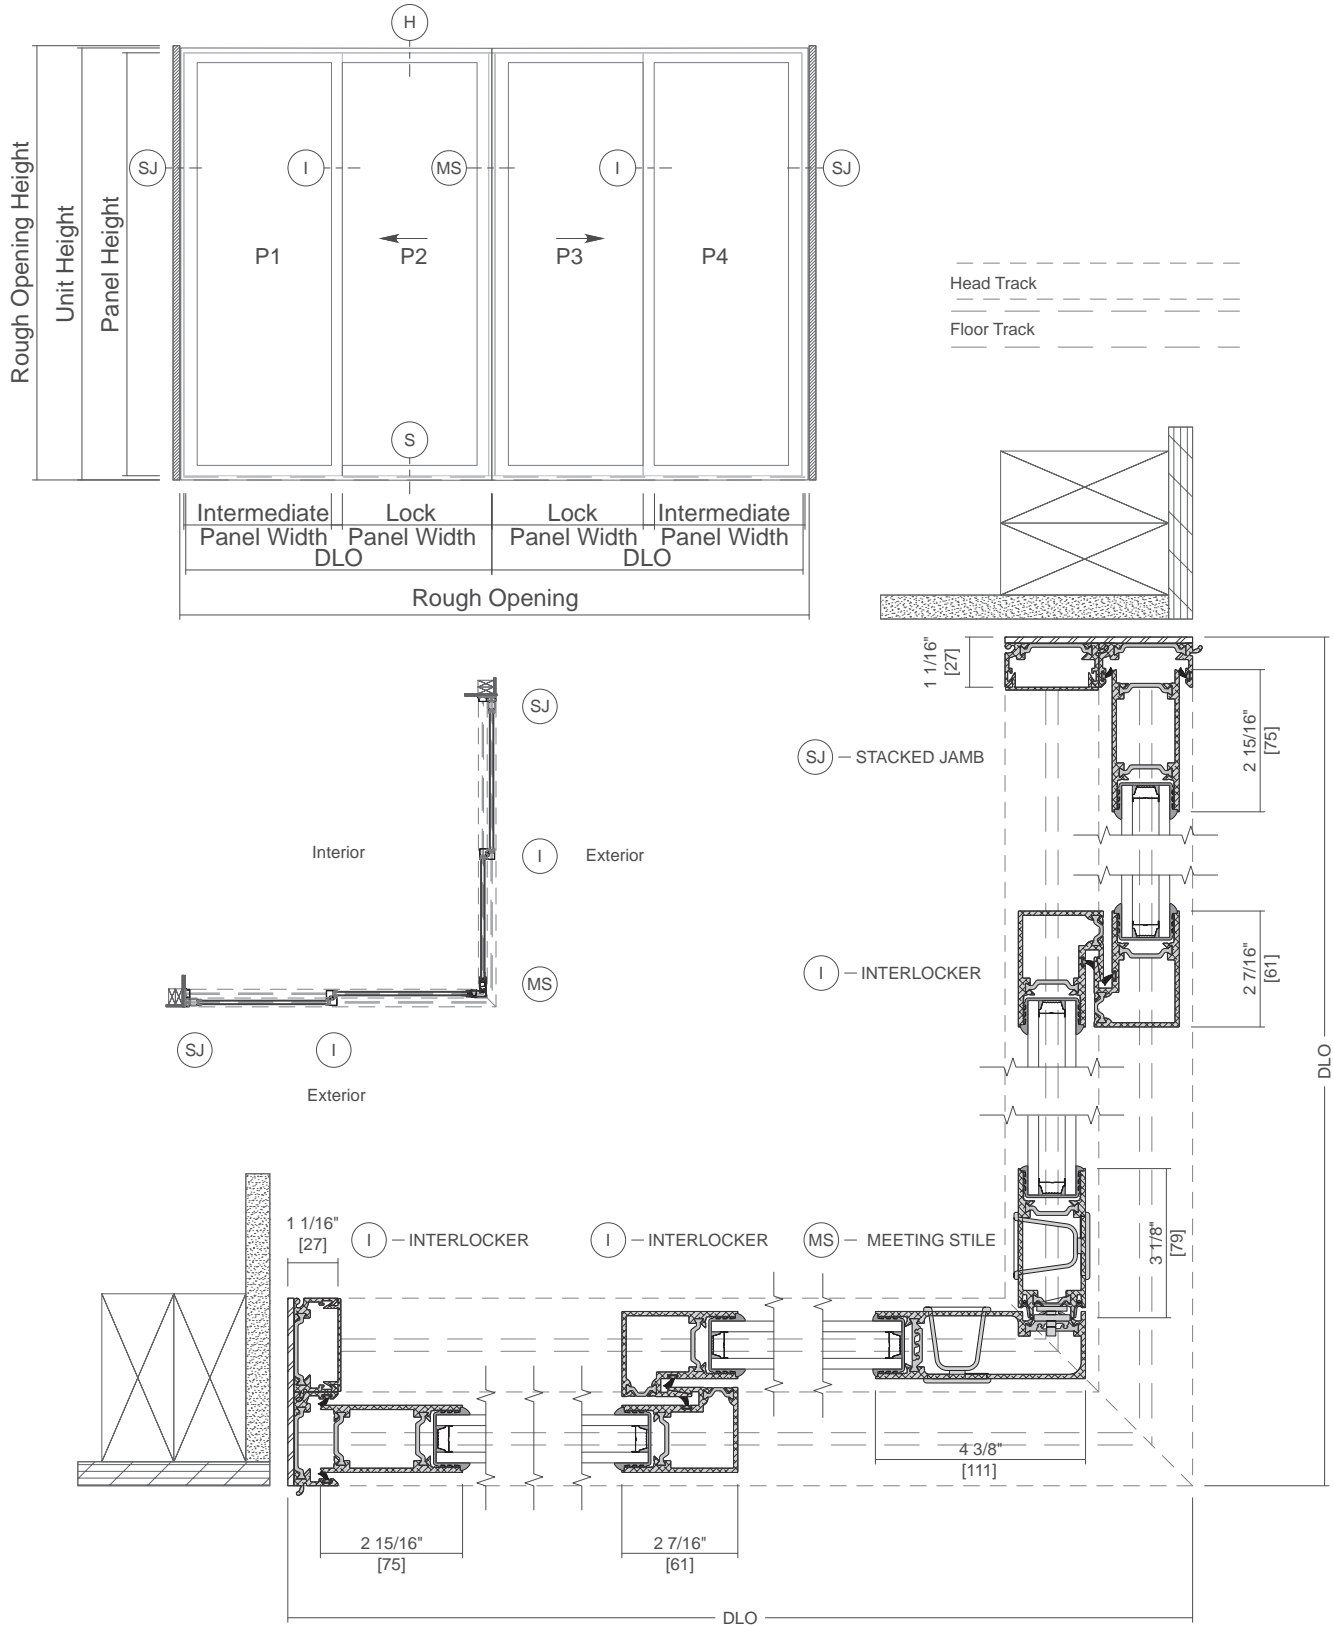 H
SJ
I
MS
I
SJ
Rough Opening Height
Unit Height
Panel Height
P1
P2
P3
P4
Head Track
Floor Track
S
Intermediate
Panel Width
Lock
Panel Width
Lock
Panel Width
Intermediate
Panel Width
DLO
DLO
Rough Opening
1 1/16"
[27]
SJ
SJ – STACKED JAMB
2 15/16"
[75]
Interior
I
Exterior
I – INTERLOCKER
2 7/16"
[61]
MS
SJ
I
Exterior
DLO
1 1/16"
[27]
I – INTERLOCKER
I – INTERLOCKER
MS – MEETING STILE
3 1/8"
[79]
4 3/8"
[111]
2 15/16"
[75]
2 7/16"
[61]
DLO